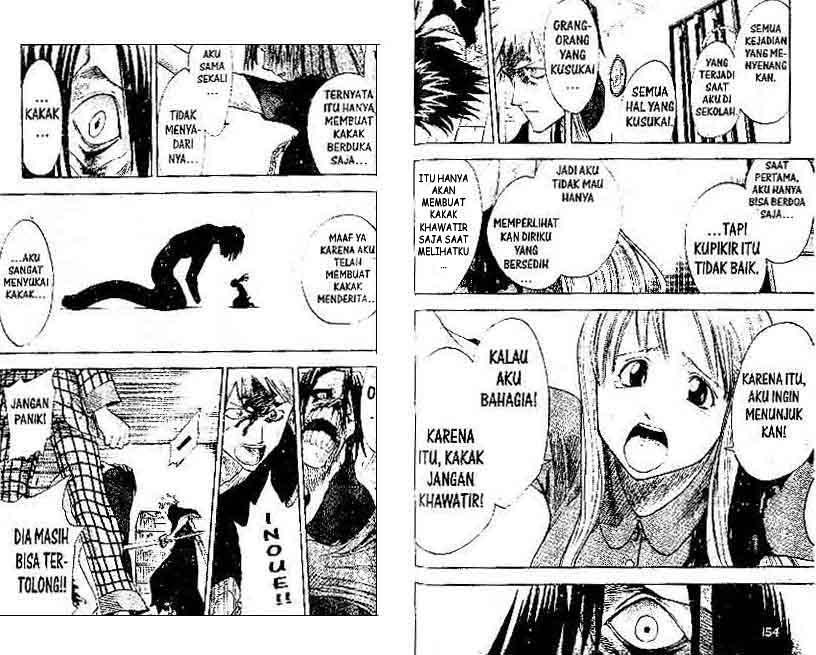 SEMUA
KEJADIAN
YANG ME-
NYENANG
KAN.
YANG
TERJADI
SAAT
AKU DI
SEKOLAH.
SEMUA
HAL YANG
KUSUKAI.
GRANG-
ORANG
YANG
KUSUKAI
...
SAAT
PERTAMA,
AKU HANYA
BISA BERDOA
SAJA...
...TAPI
KUPIKIR ITU
TIDAK BAIK.
JADI AKU
TIDAK MAU
HANYA
MEMPERLIHAT
KAN DIRIKU
YANG
BERSEDIH
...
ITU HANYA
AKAN
MEMBUAT
KAKAK
KHAWATIR
SAJA SAAT
MELIHATKU
...
KARENA ITU,
AKU INGIN
MENUNJUK
KAN!
KALAU
AKU
BAHAGIA!
KARENA
ITU, KAKAK
JANGAN
KHAWATIR!
154
TERNYATA
ITU HANYA
MEMBUAT
KAKAK
BERDUKA
SAJA...
AKU
SAMA
SEKALI
...
TIDAK
MENYA-
DARI
NYA...
...
KAKAK
...
MAAF YA
KARENA AKU
TELAH
MEMBUAT
KAKAK
MENDERITA..
...AKU
SANGAT
MENYUKAI
KAKAK...
INOUE!!
JANGAN
PANIK!
DIA MASIH
BISA TER-
TOLONG!!